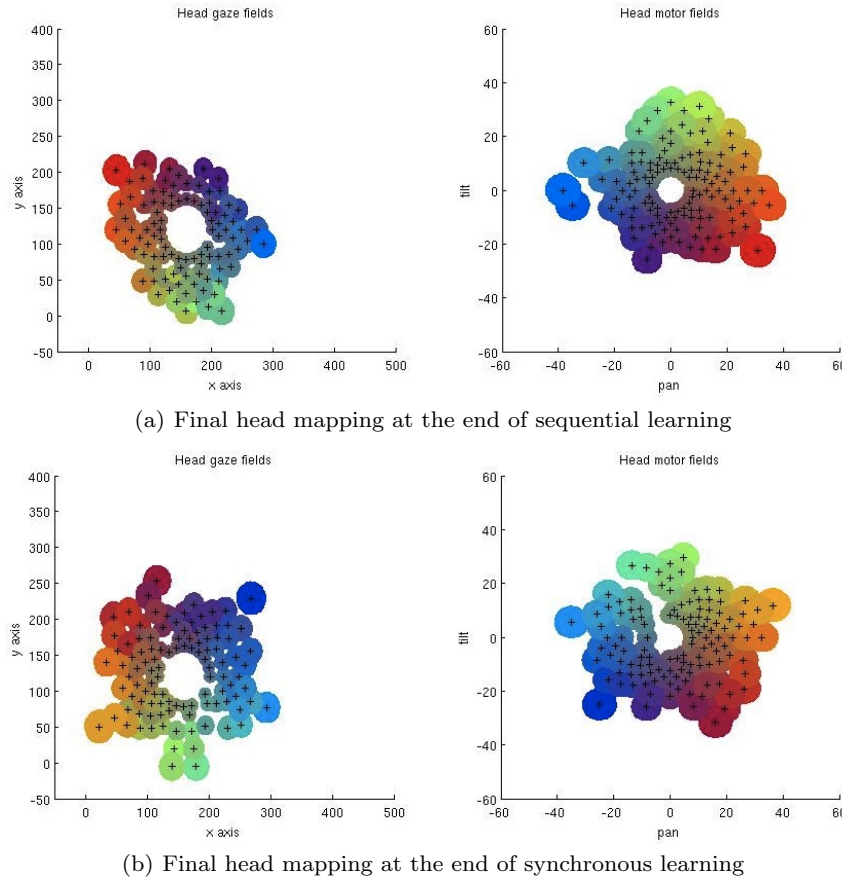 Head gaze fields
400
350
300
250
200
150
100
50
0
-50
y axis
0 100 200 300 400 500
x axis
Head motor fields
60
40
20
0
-20
-40
-60
tilt
-60 -40 -20 0 20 40 60
pan
(a) Final head mapping at the end of sequential learning
Head gaze fields
400
350
300
250
200
150
100
50
0
-50
y axis
0 100 200 300 400 500
x axis
Head motor fields
60
40
20
0
-20
-40
-60
tilt
-60 -40 -20 0 20 40 60
pan
(b) Final head mapping at the end of synchronous learning